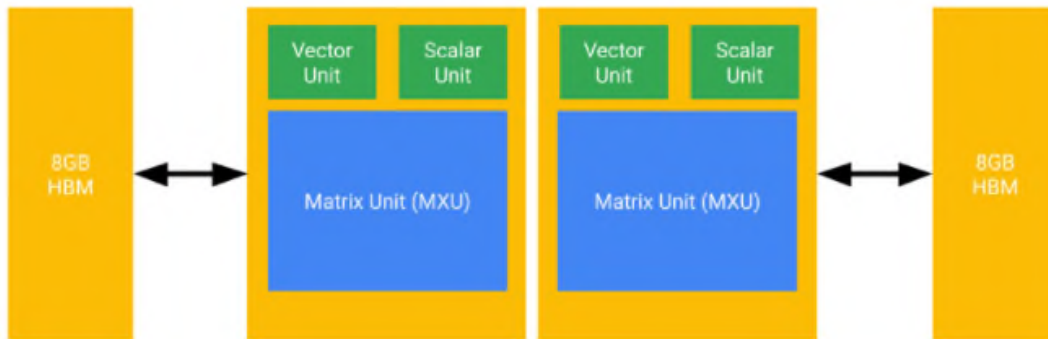 8GB
HBM
Vector
Unit
Scalar
Unit
Matrix Unit (MXU)
Vector
Unit
Scalar
Unit
Matrix Unit (MXU)
8GB
HBM